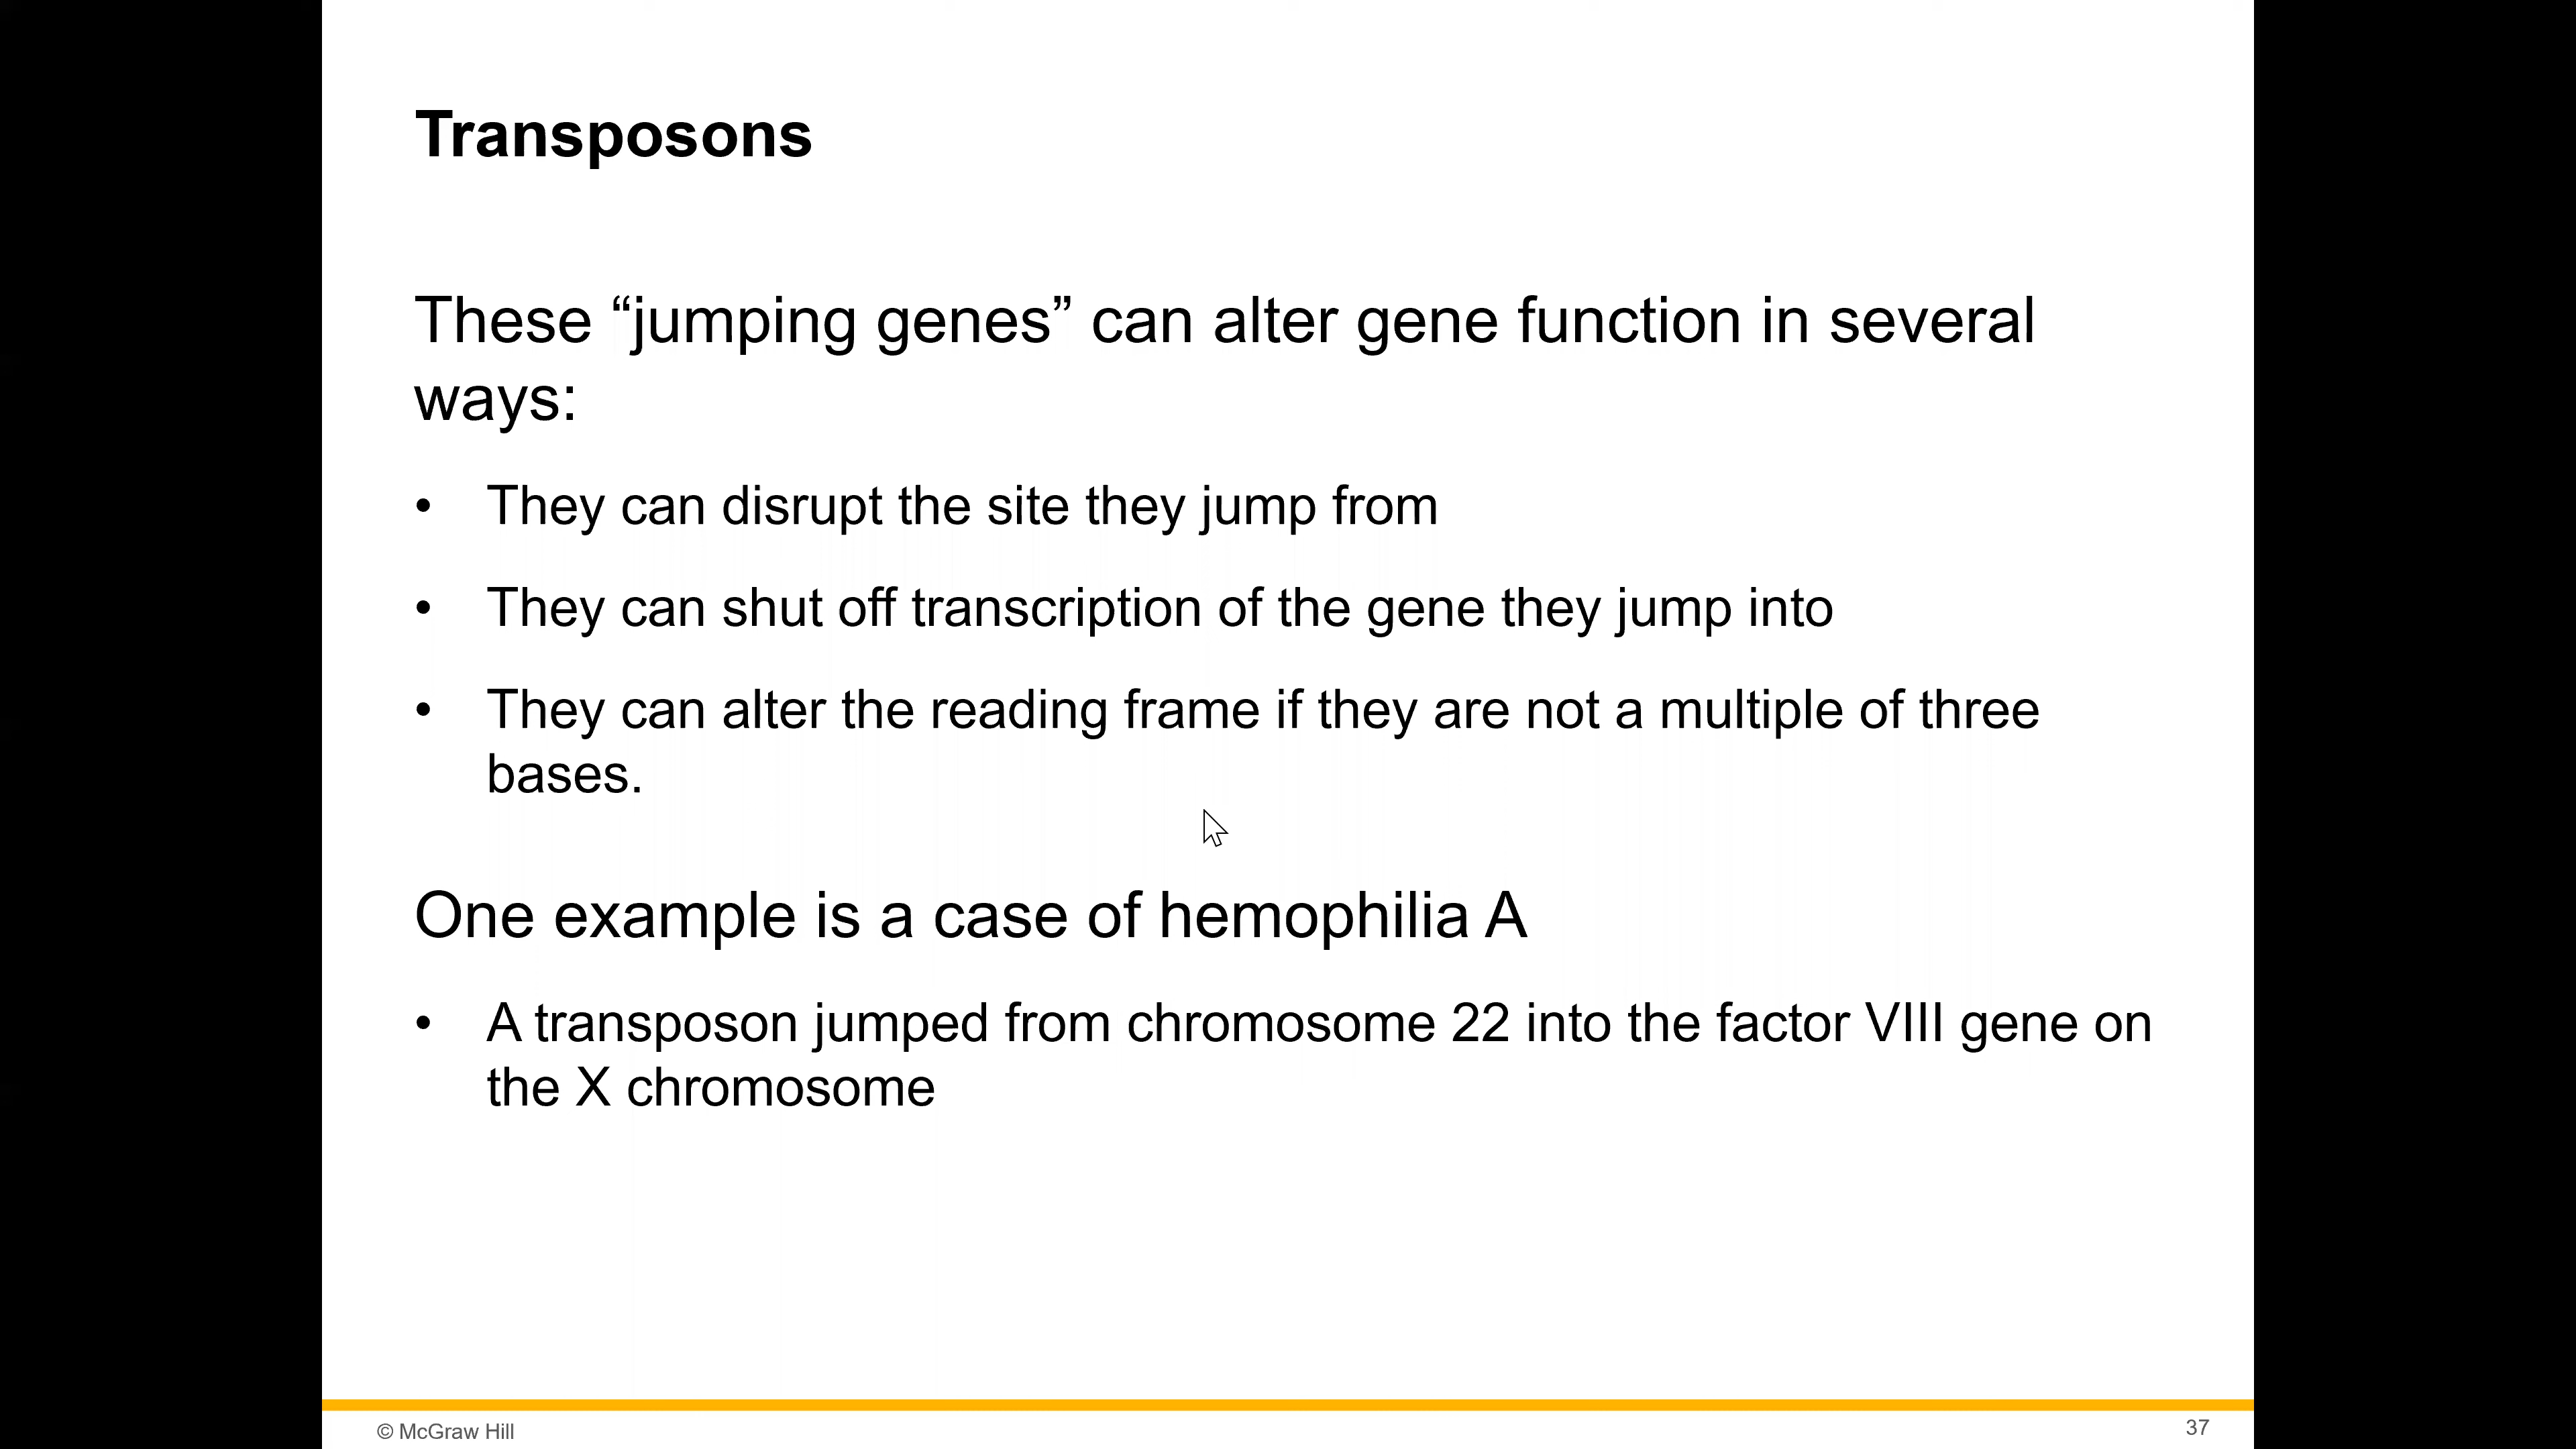 Transposons
These “jumping genes” can alter gene function in several
ways:
• They can disrupt the site they jump from
• They can shut off transcription of the gene they jump into
• They can alter the reading frame if they are not a multiple of three
bases.
One example is a case of hemophilia A
• A transposon jumped from chromosome 22 into the factor VIII gene on
the X chromosome
© McGraw Hill
37